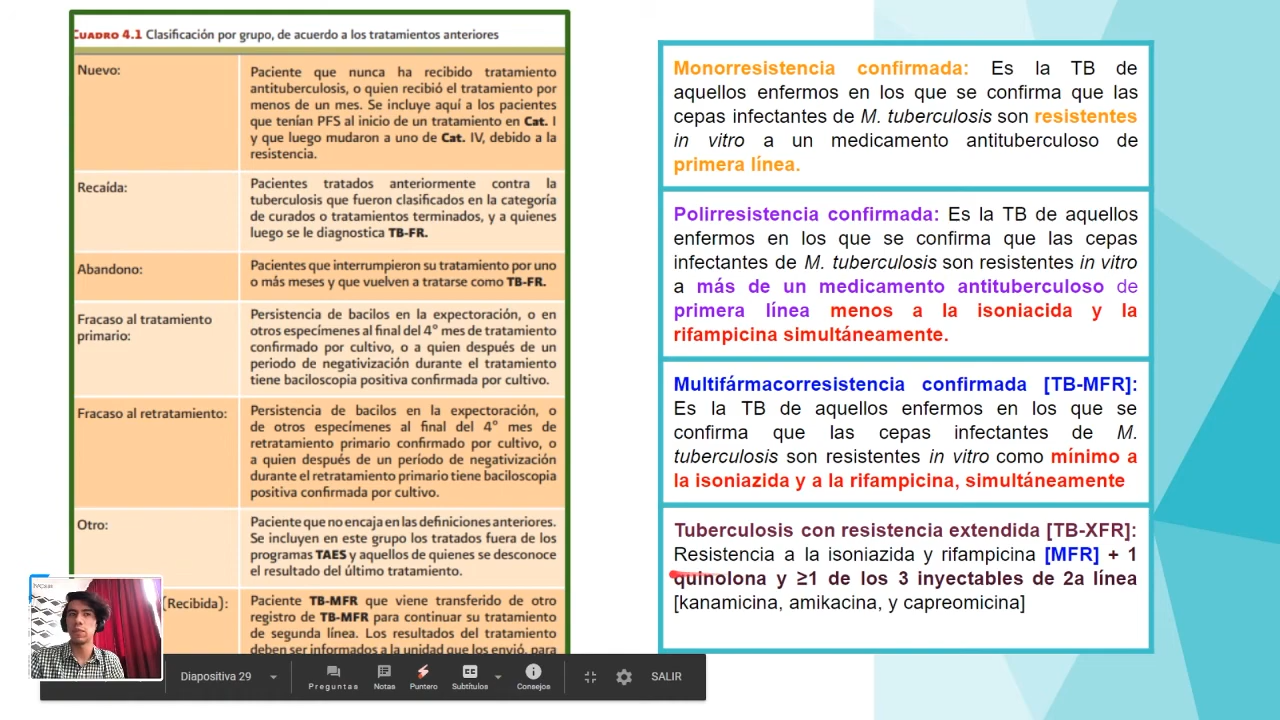 CUADRO 4.1 Clasificación por grupo, de acuerdo a los tratamientos anteriores
Nuevo:
Paciente que nunca ha recibido tratamiento
antituberculosis, o quien recibió el tratamiento por
menos de un mes. Se incluye aquí a los pacientes
que tenían PFS al inicio de un tratamiento en Cat. I
y que luego mudaron a uno de Cat. IV, debido a la
resistencia.
Recaída:
Pacientes tratados anteriormente contra la
tuberculosis que fueron clasificados en la categoría
de curados o tratamientos terminados, y a quienes
luego se le diagnostica TB-FR.
Abandono:
Pacientes que interrumpieron su tratamiento por uno
o más meses y que vuelven a tratarse como TB-FR.
Fracaso al tratamiento
primario:
Persistencia de bacilos en la expectoración, o en
otros especímenes al final del 4° mes de tratamiento
confirmado por cultivo, o a quien después de un
periodo de negativización durante el tratamiento
tiene baciloscopia positiva confirmada por cultivo.
Fracaso al retratamiento:
Persistencia de bacilos en la expectoración, o
de otros especímenes al final del 4° mes de
retratamiento primario confirmado por cultivo, o
a quien después de un período de negativización
durante el retratamiento primario tiene baciloscopia
positiva confirmada por cultivo.
Otro:
Paciente que no encaja en las definiciones anteriores.
Se incluyen en este grupo los tratados fuera de los
programas TAES y aquellos de quienes se desconoce
el resultado del último tratamiento.
(Recibida):
Paciente TB-MFR que viene transferido de otro
registro de TB-MFR para continuar su tratamiento
de segunda línea. Los resultados del tratamiento
deben ser informados a la unidad que los envió, para
Monorresistencia confirmada: Es la TB de
aquellos enfermos en los que se confirma que las
cepas infectantes de M. tuberculosis son resistentes
in vitro a un medicamento antituberculoso de
primera línea.
Polirresistencia confirmada: Es la TB de aquellos
enfermos en los que se confirma que las cepas
infectantes de M. tuberculosis son resistentes in vitro
a más de un medicamento antituberculoso de
primera línea menos a la isoniacida y la
rifampicina simultáneamente.
Multifármacorresistencia confirmada [TB-MFR]:
Es la TB de aquellos enfermos en los que se
confirma que las cepas infectantes de M.
tuberculosis son resistentes in vitro como mínimo a
la isoniazida y a la rifampicina, simultáneamente
Tuberculosis con resistencia extendida [TB-XFR]:
Resistencia a la isoniazida y rifampicina [MFR] + 1
quinolona y ≥1 de los 3 inyectables de 2a línea
[kanamicina, amikacina, y capreomicina]
Diapositiva 29
Preguntas
Notas
Puntero
Subtítulos
Consejos
SALIR